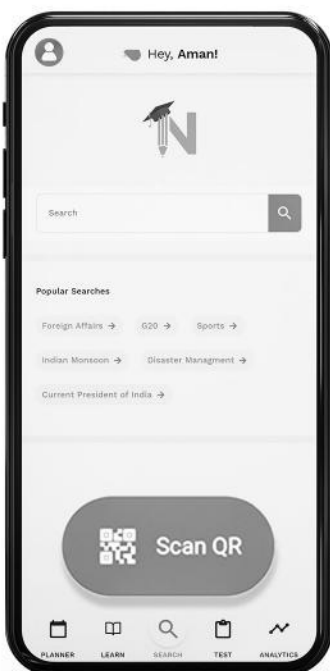 Hey, Aman!
N
Search
Popular Searches
Foreign Affairs → G20 → Sports →
Indian Monsoon → Disaster Managment →
Current President of India →
Scan QR
PLANNER LEARN SEARCH TEST ANALYTICS